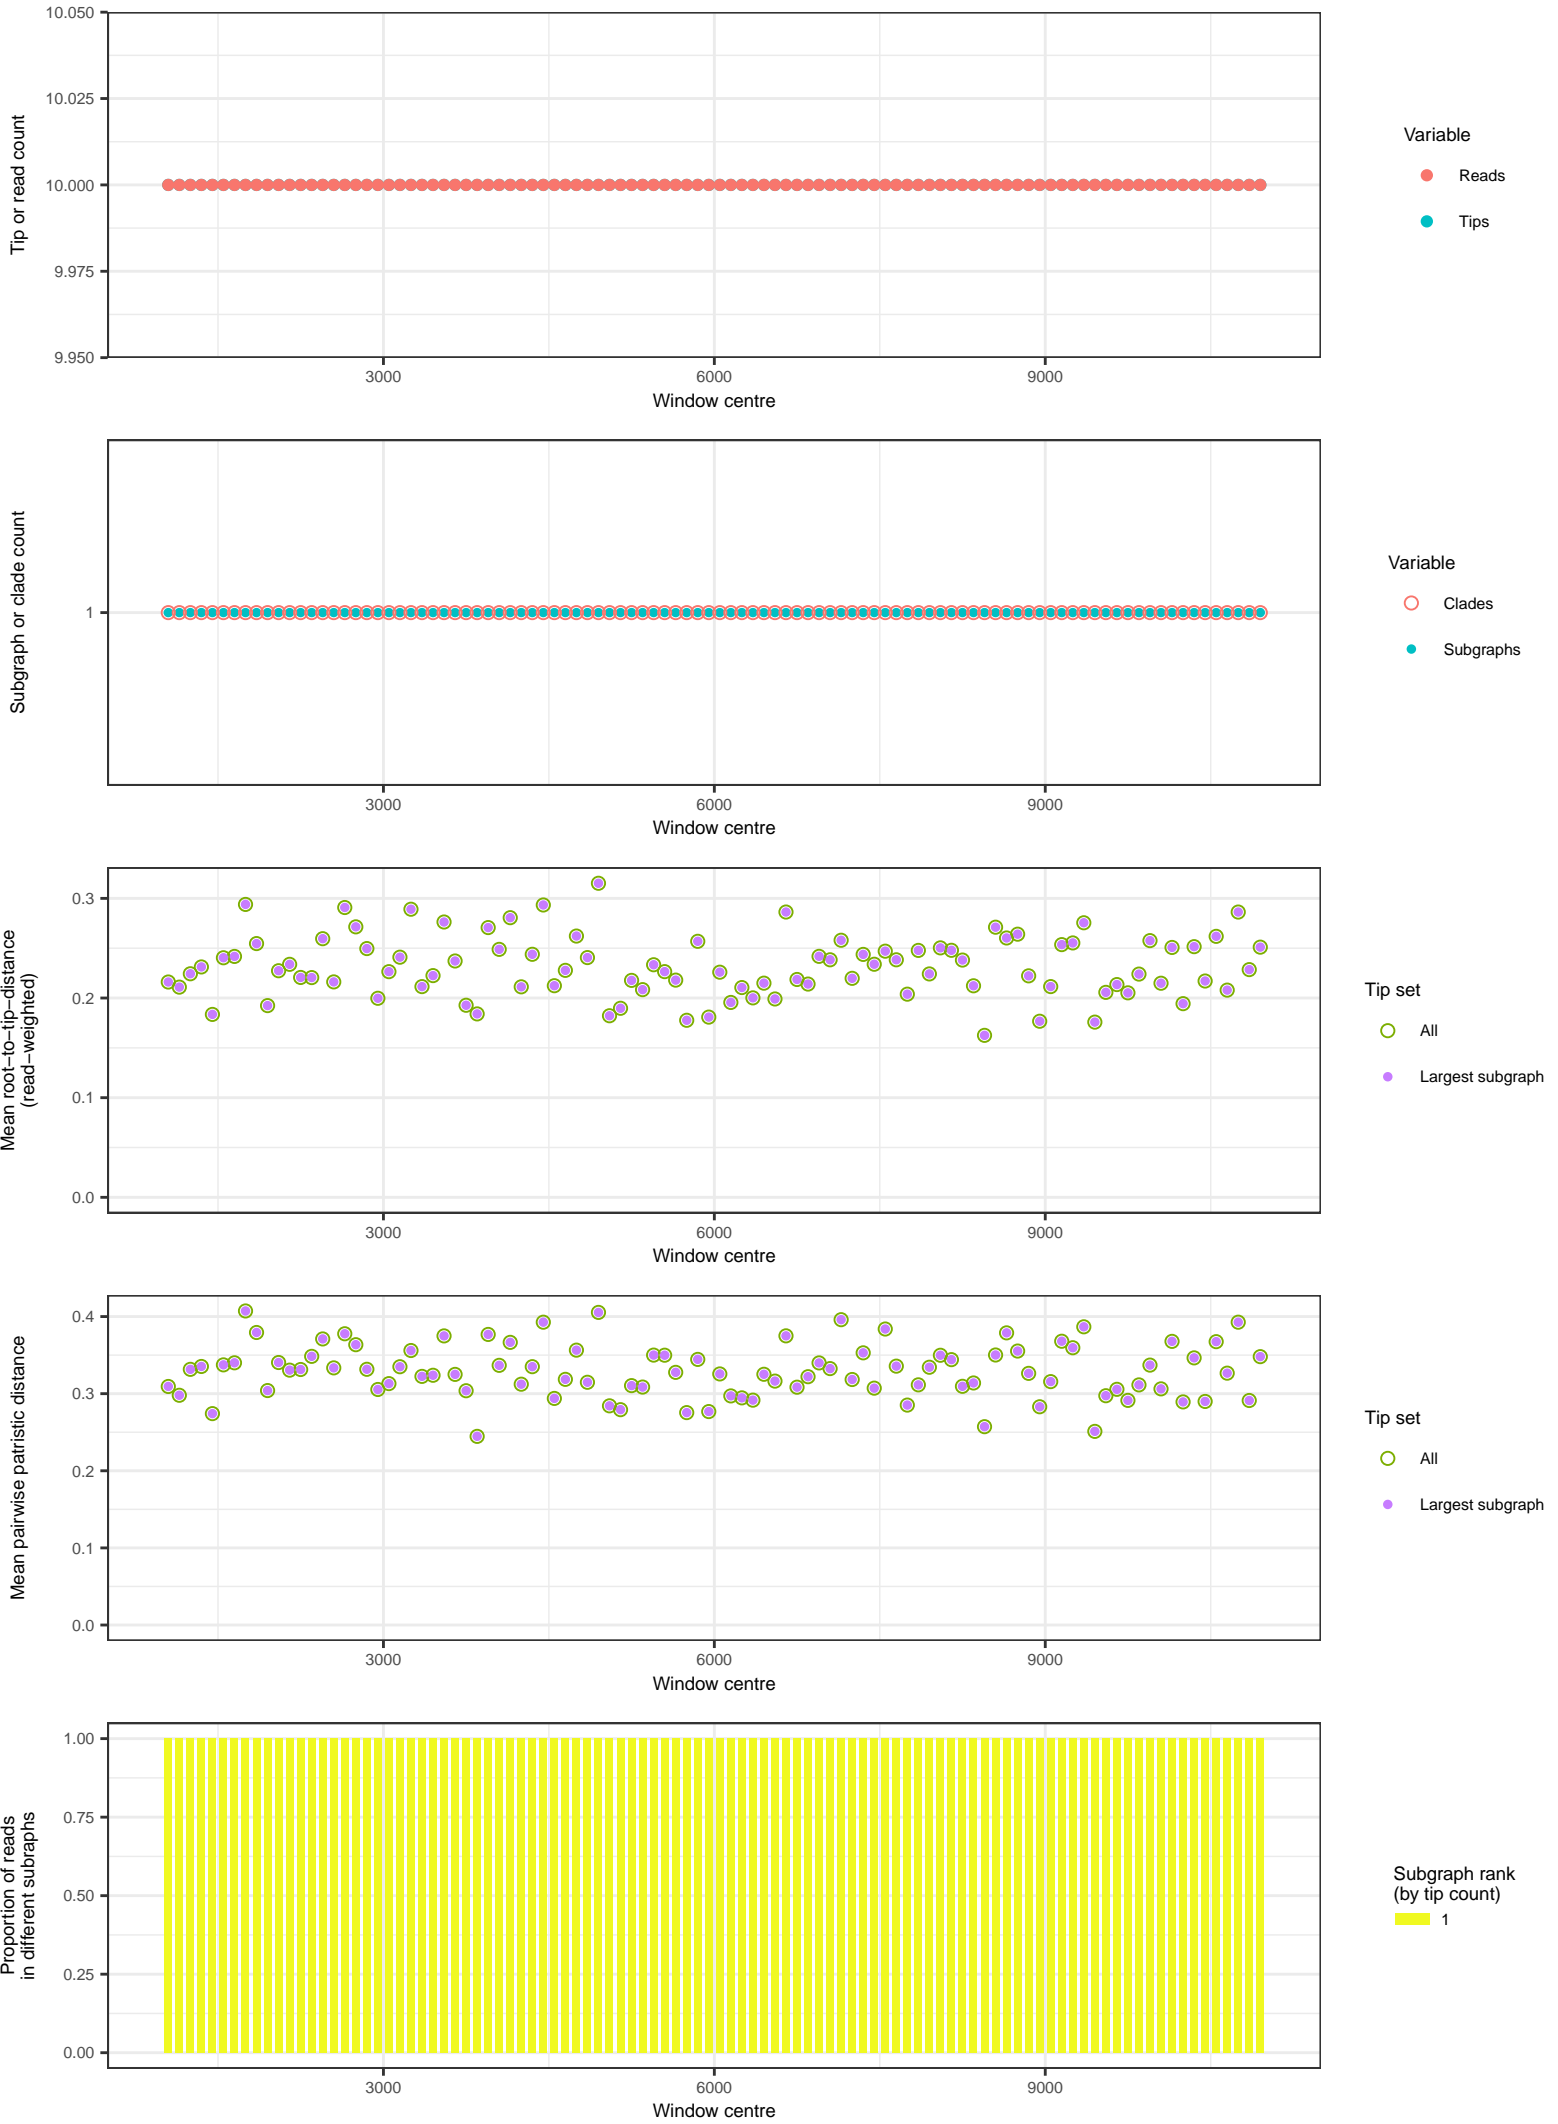 10.050
10.025
10.000
9.975
9.950
Tip or read count
3000
6000
9000
Window centre
Variable
Reads
Tips
1
Subgraph or clade count
3000
6000
9000
Window centre
Variable
Clades
Subgraphs
0.3
0.2
0.1
0.0
Mean root−to−tip−distance
(read−weighted)
3000
6000
9000
Window centre
Tip set
All
Largest subgraph
0.4
0.3
0.2
0.1
0.0
Mean pairwise patristic distance
3000
6000
9000
Window centre
Tip set
All
Largest subgraph
1.00
0.75
0.50
0.25
0.00
Proportion of reads
in different subraphs
3000
6000
9000
Window centre
Subgraph rank
(by tip count)
1